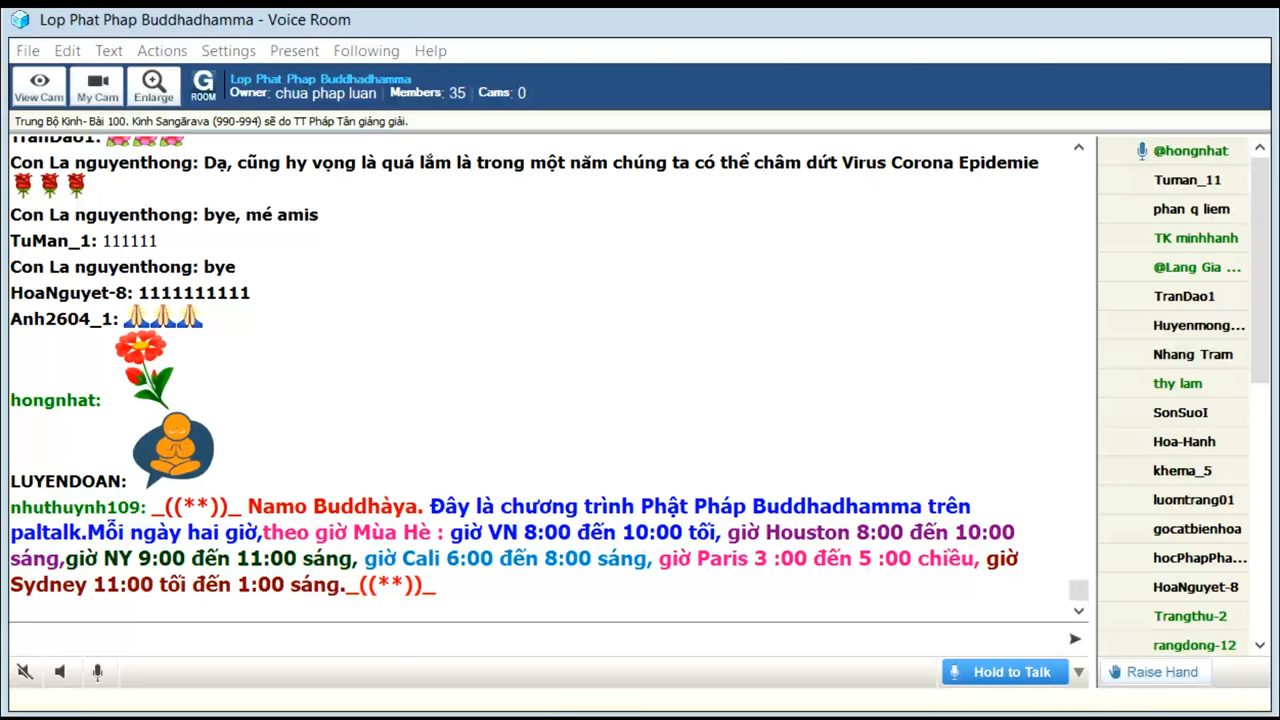 Lop Phat Phap Buddhadhamma - Voice Room
File Edit Text Actions Settings Present Following Help
View Cam My Cam Enlarge G ROOM
Lop Phat Phap Buddhadhamma
Owner: chua phap luan Members: 35 Cams: 0
Trung Bộ Kinh- Bài 100. Kinh Sangārava (990-994) sẽ do TT Pháp Tân giảng giải.
TranDao1:
Con La nguyenthong: Dạ, cũng hy vọng là quá lắm là trong một năm chúng ta có thể châm dứt Virus Corona Epidemie
Con La nguyenthong: bye, mé amis
TuMan_1: 111111
Con La nguyenthong: bye
HoaNguyet-8: 1111111111
Anh2604_1:
hongnhat:
LUYENDOAN:
nhuthuynh109: _((**))_ Namo Buddhàya. Đây là chương trình Phật Pháp Buddhadhamma trên
paltalk.Mỗi ngày hai giờ,theo giờ Mùa Hè : giờ VN 8:00 đến 10:00 tối, giờ Houston 8:00 đến 10:00
sáng,giờ NY 9:00 đến 11:00 sáng, giờ Cali 6:00 đến 8:00 sáng, giờ Paris 3 :00 đến 5 :00 chiều, giờ
Sydney 11:00 tối đến 1:00 sáng._((**))_
@hongnhat
Tuman_11
phan q liem
TK minhhanh
@Lang Gia ...
TranDao1
Huyenmong...
Nhang Tram
thy lam
SonSuoI
Hoa-Hanh
khema_5
luomtrang01
gocatbienhoa
hocPhapPha...
HoaNguyet-8
Trangthu-2
rangdong-12
Hold to Talk
Raise Hand